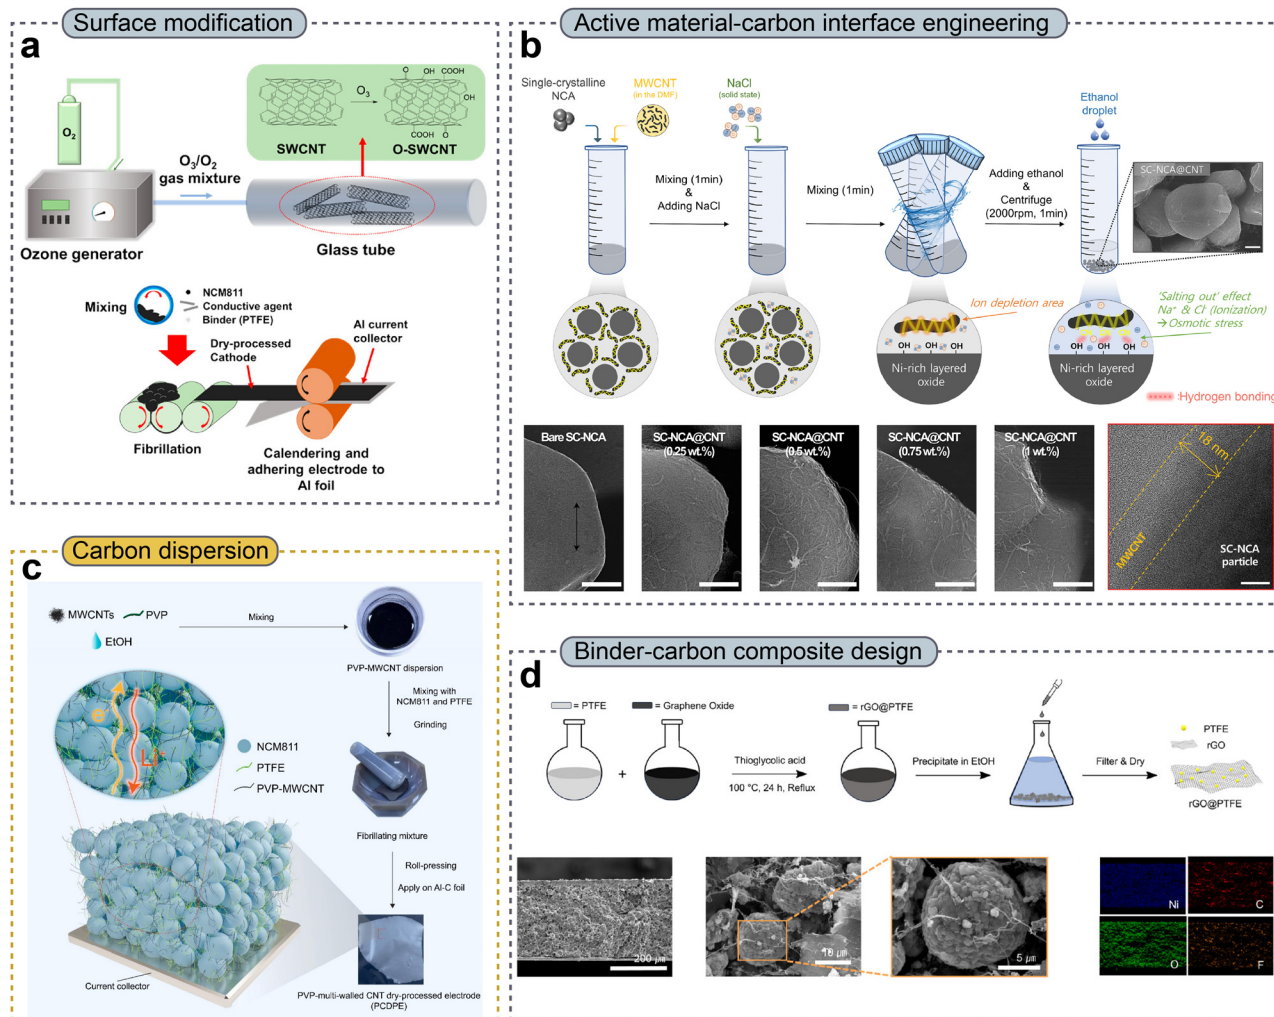 Surface modification
a
O₂
O₃/O₂
gas mixture
Ozone generator
O
OH
COOH
O₃
OH
COOH
O
SWCNT
O-SWCNT
Glass tube
Mixing
NCM811
Conductive agent
Binder (PTFE)
Al current
collector
Dry-processed
Cathode
Fibrillation
Calendering and
adhering electrode to
Al foil
Active material-carbon interface engineering
b
Single-crystalline
NCA
MWCNT
(in the DMF)
NaCl
(solid state)
Ethanol
droplet
Mixing (1min)
&
Adding NaCl
Mixing (1min)
Adding ethanol
&
Centrifuge
(2000rpm, 1min)
SC-NCA@CNT
Ion depletion area
OH OH OH
Ni-rich layered
oxide
OH OH
Ni-rich layered
oxide
'Salting out' effect
Na⁺ & Cl⁻ (Ionization)
→ Osmotic stress
:Hydrogen bonding
Bare SC-NCA
SC-NCA@CNT
(0.25 wt.%)
SC-NCA@CNT
(0.5 wt.%)
SC-NCA@CNT
(0.75 wt.%)
SC-NCA@CNT
(1 wt.%)
18 nm
MWCNT
SC-NCA
particle
Carbon dispersion
c
MWCNTs
PVP
EtOH
Mixing
PVP-MWCNT dispersion
Mixing with
NCM811 and PTFE
Grinding
e⁻
Li⁺
NCM811
PTFE
PVP-MWCNT
Fibrillating mixture
Roll-pressing
Apply on Al-C foil
Current collector
PVP-multi-walled CNT dry-processed electrode
(PCDPE)
Binder-carbon composite design
d
= PTFE
= Graphene Oxide
= rGO@PTFE
+
Thioglycolic acid
100 °C, 24 h, Reflux
Precipitate in EtOH
Filter & Dry
PTFE
rGO
rGO@PTFE
200 μm
10 μm
5 μm
Ni
C
O
F